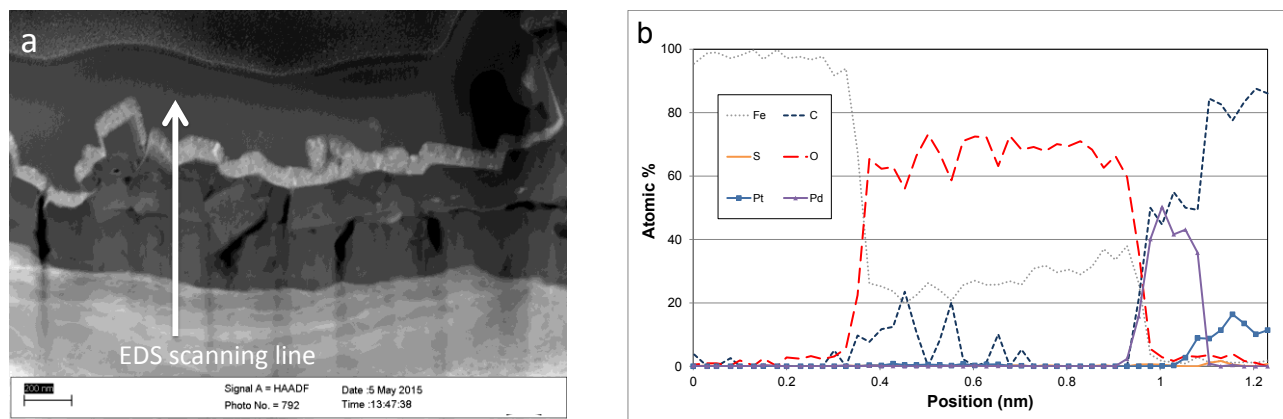 a
EDS scanning line
200 nm
Signal A = HAADF
Date :5 May 2015
Photo No. = 792
Time :13:47:38
b
100
80
60
40
20
0
Atomic %
Fe
C
S
O
Pt
Pd
0
0.2
0.4
0.6
0.8
1
1.2
Position (nm)